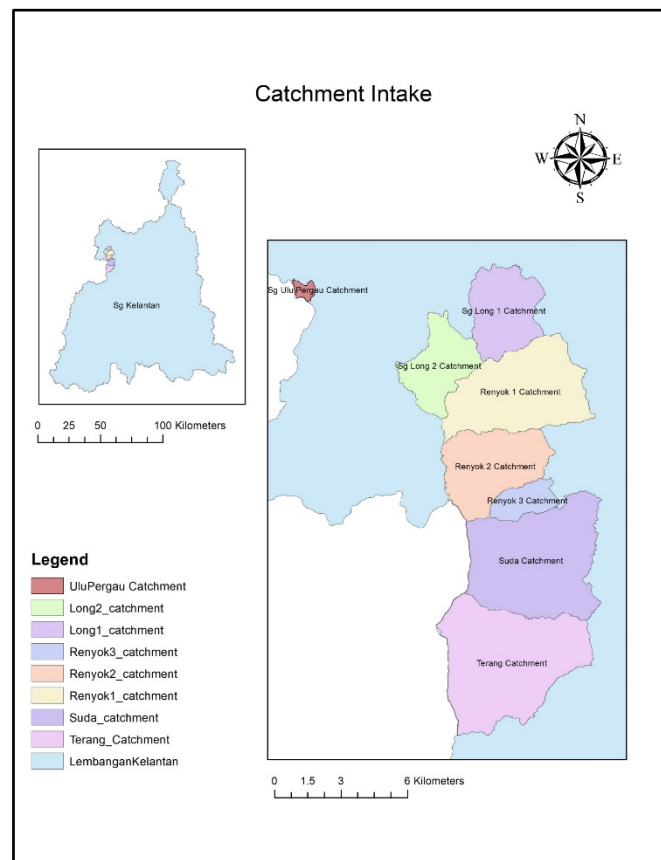 Catchment Intake
N
W E
S
Sg Kelantan
0 25 50 100 Kilometers
Sg Ulu Pergau Catchment
Sg Long 1 Catchment
Sg Long 2 Catchment
Renyok 1 Catchment
Renyok 2 Catchment
Renyok 3 Catchment
Suda Catchment
Terang Catchment
0 1.5 3 6 Kilometers
Legend
UluPergau Catchment
Long2_catchment
Long1_catchment
Renyok3_catchment
Renyok2_catchment
Renyok1_catchment
Suda_catchment
Terang_Catchment
LembanganKelantan